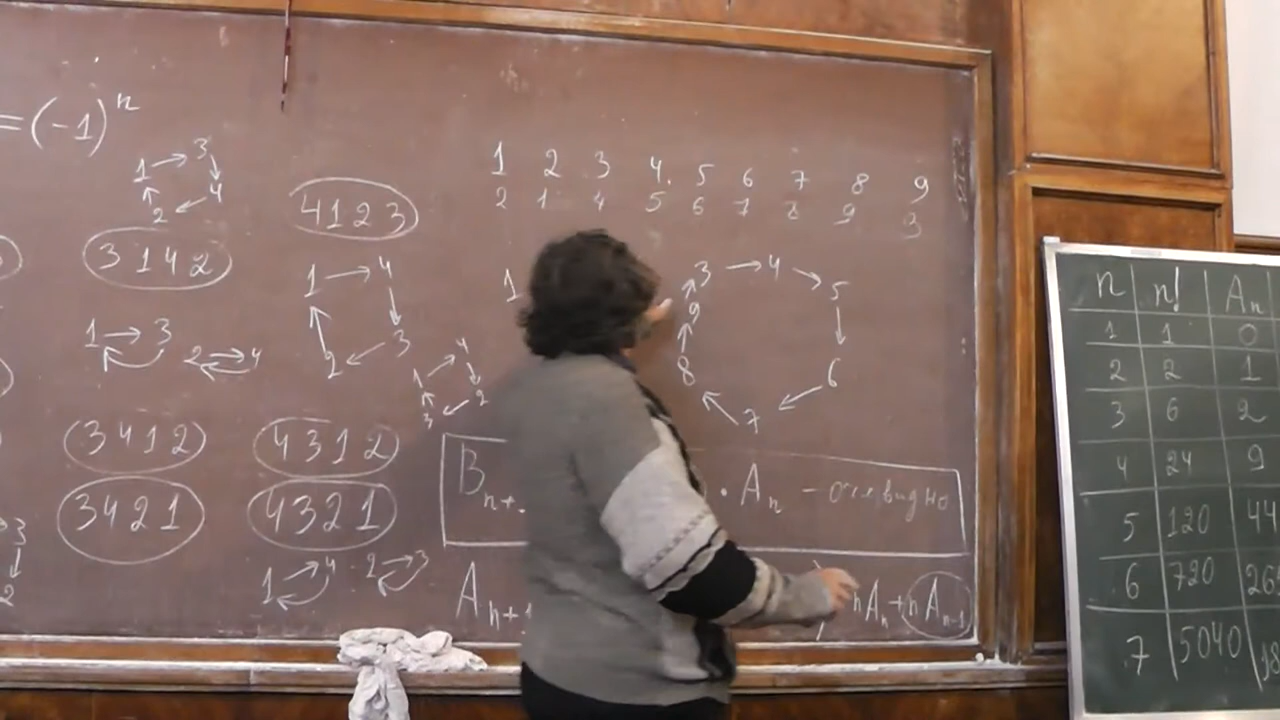 =(-1)^n
1 → 3
↑ ↓
2 ← 4
4123
3142
1 2 3 4 5 6 7 8 9
2 1 4 5 6 7 8 9 3
1 → 4
↑ ↓
2 ← 3
1
3 → 4 → 5
9
6
8
7
1 → 3
2 → 4
1 4
3 2
3412
4312
3421
4321
3
2
1 → 4 2 → 3
B_n+
· A_n – очевидно
A_n+1
nA_n + nA_n-1
n n! A_n
1 1 0
2 2 1
3 6 2
4 24 9
5 120 44
6 720 26
7 5040 18